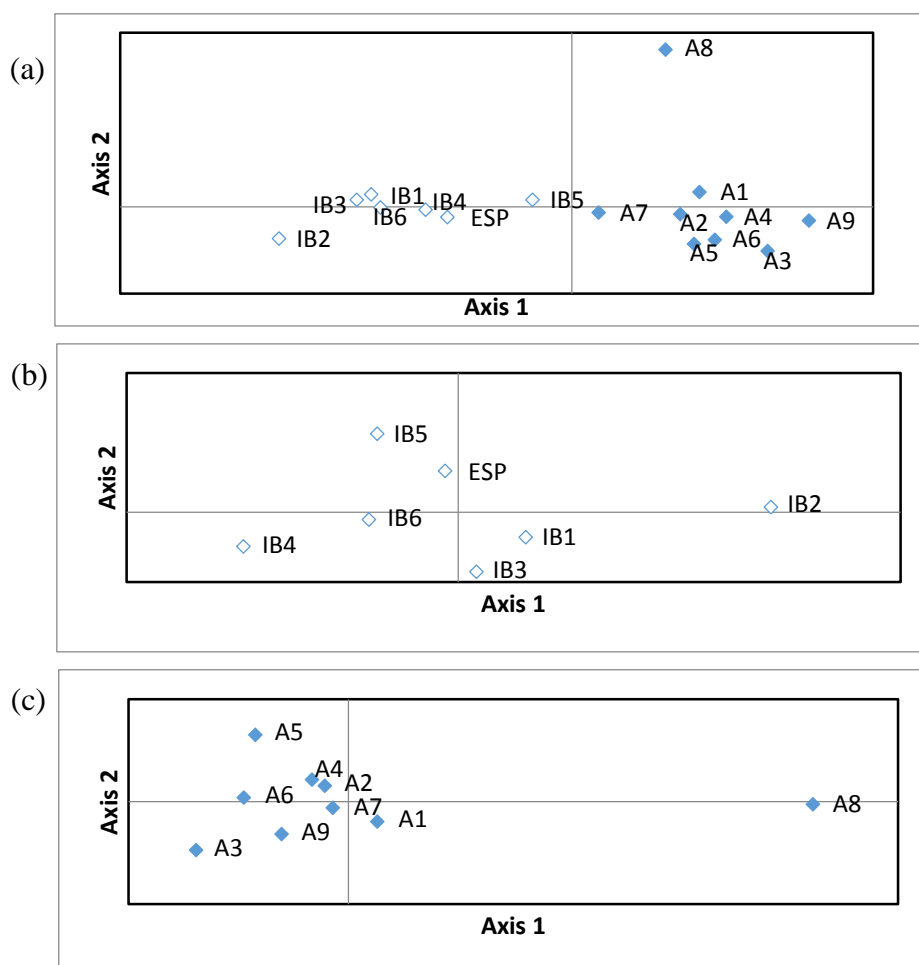 (a)
A8
Axis 2
IB1
A1
IB3
IB4
IB5
IB6
ESP
A7
A2
A4
A9
IB2
A5
A6
A3
Axis 1
(b)
IB5
Axis 2
ESP
IB2
IB6
IB1
IB4
IB3
Axis 1
(c)
A5
A4
A2
Axis 2
A6
A7
A1
A8
A9
A3
Axis 1